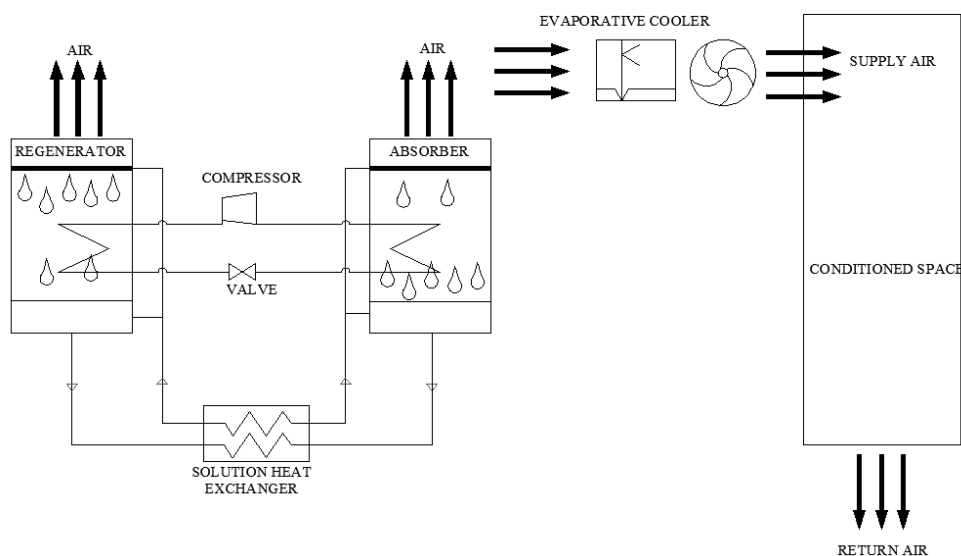 EVAPORATIVE COOLER
AIR
AIR
SUPPLY AIR
REGENERATOR
ABSORBER
COMPRESSOR
CONDITIONED SPACE
VALVE
SOLUTION HEAT
EXCHANGER
RETURN AIR